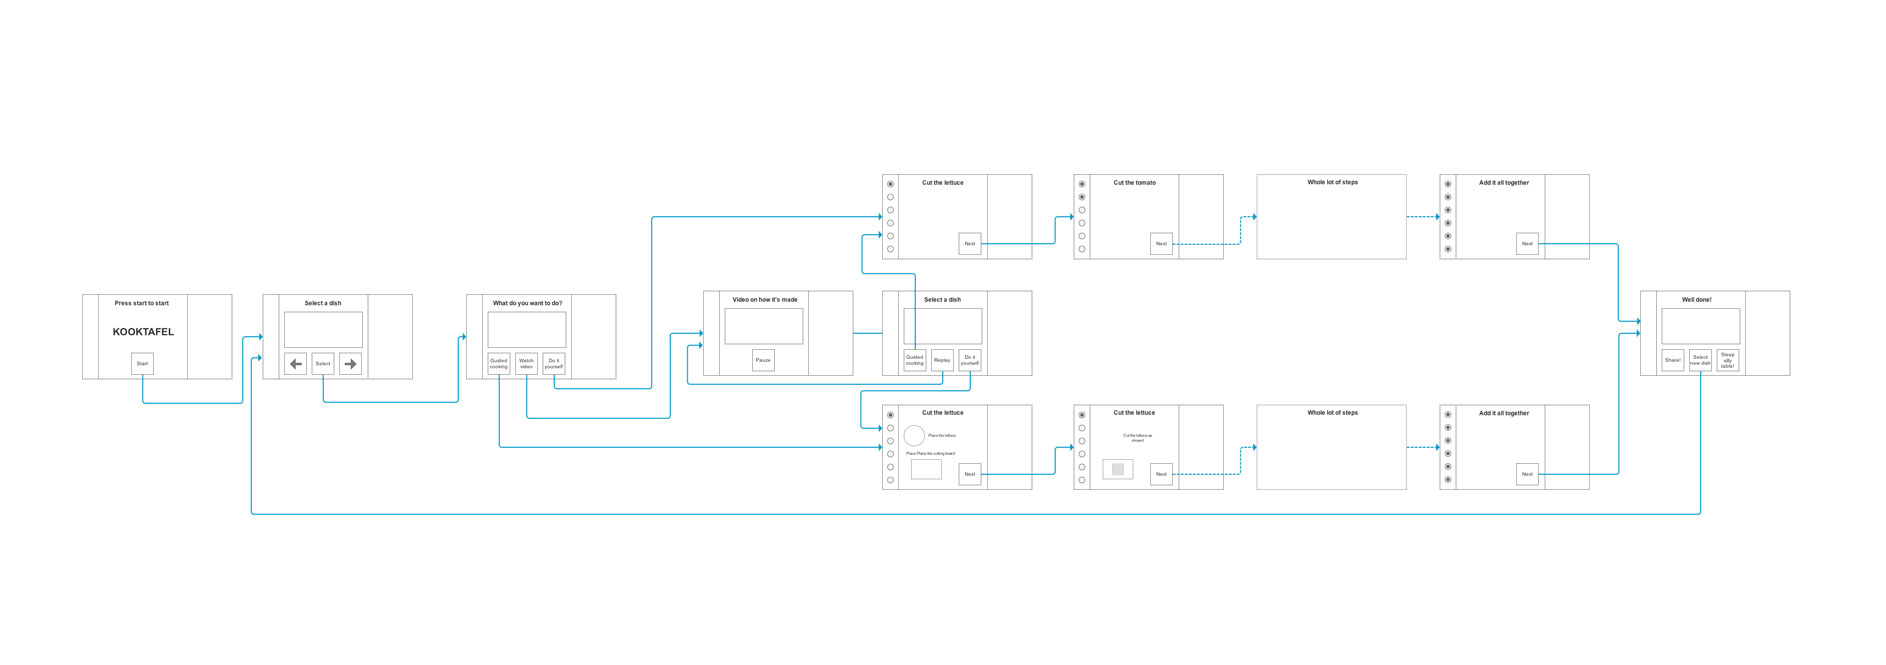 Cut the lettuce
Next
Cut the tomato
Next
Whole lot of steps
Add it all together
Next
Press start to start
KOOKTAFEL
Start
Select a dish
Select
What do you want to do?
Guided
cooking
Watch
video
Do it
yourself
Video on how it's made
Pauze
Select a dish
Guided
cooking
Replay
Do it
yourself
Well done!
Share!
Select
new dish
Sleep
silly
table!
Cut the lettuce
Place the lettuce
Place Place the cutting board
Next
Cut the lettuce
Cut the lettuce as
shown!
Next
Whole lot of steps
Add it all together
Next